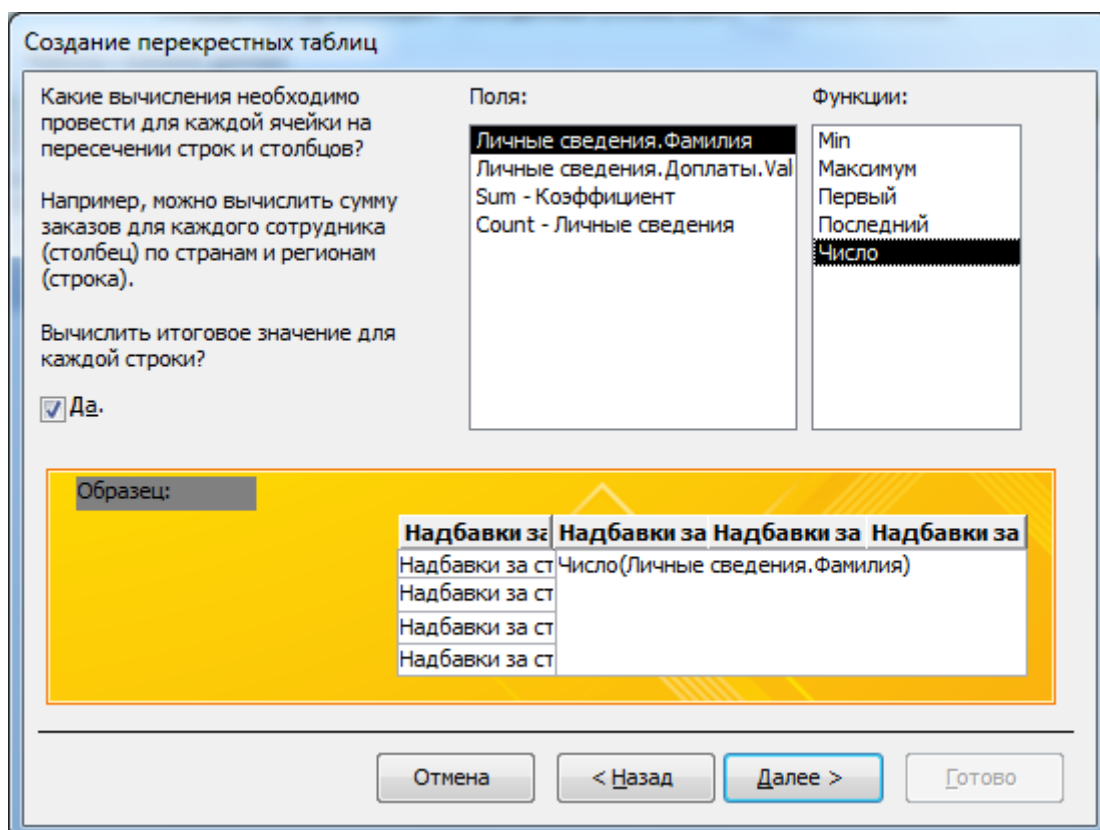 Создание перекрестных таблиц
Какие вычисления необходимо
провести для каждой ячейки на
пересечении строк и столбцов?
Например, можно вычислить сумму
заказов для каждого сотрудника
(столбец) по странам и регионам
(строка).
Вычислить итоговое значение для
каждой строки?
Да.
Поля:
Личные сведения.Фамилия
Личные сведения.Доплаты.Val
Sum - Коэффициент
Count - Личные сведения
Функции:
Min
Максимум
Первый
Последний
Число
Образец:
Надбавки за Надбавки за Надбавки за Надбавки за
Надбавки за ст Число(Личные сведения.Фамилия)
Надбавки за ст
Надбавки за ст
Надбавки за ст
Отмена < Назад Далее > Готово